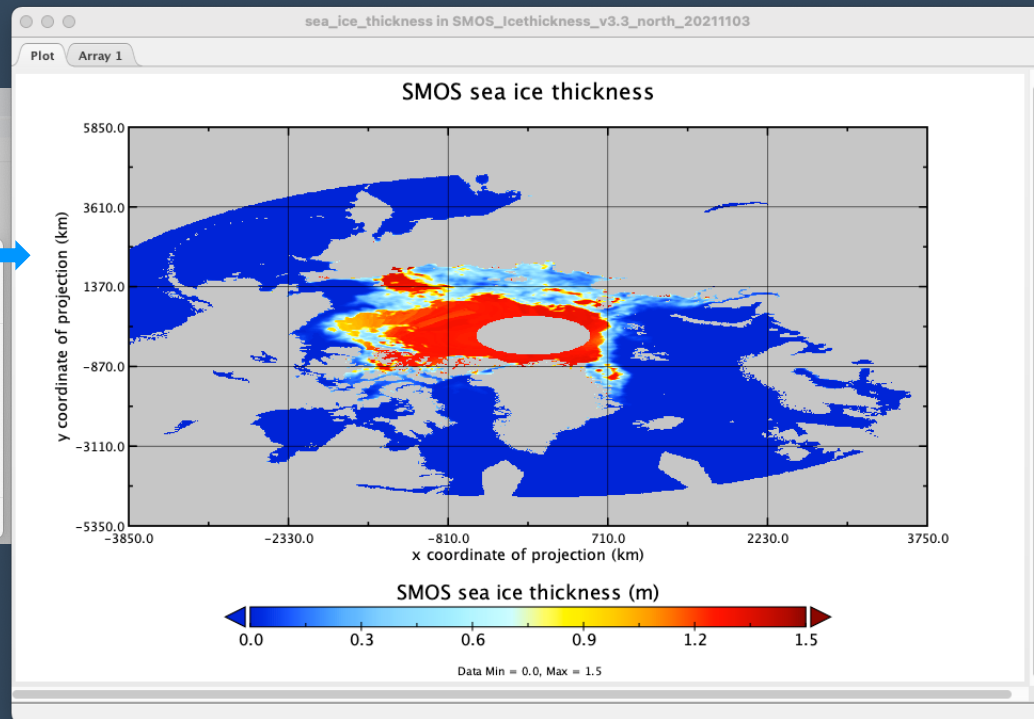 sea_ice_thickness in SMOS_Icethickness_v3.3_north_20211103
Plot
Array 1
SMOS sea ice thickness
5850.0
3610.0
1370.0
-870.0
-3110.0
-5350.0
y coordinate of projection (km)
-3850.0 -2330.0 -810.0 710.0 2230.0 3750.0
x coordinate of projection (km)
SMOS sea ice thickness (m)
0.0 0.3 0.6 0.9 1.2 1.5
Data Min = 0.0, Max = 1.5